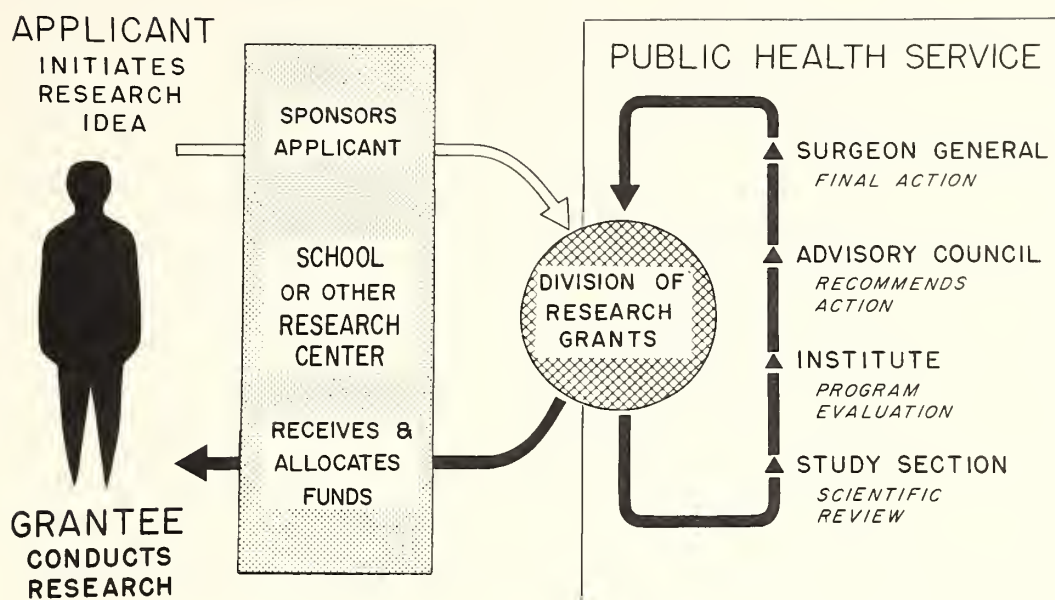 APPLICANT
INITIATES
RESEARCH
IDEA
GRANTEE
CONDUCTS
RESEARCH
SPONSORS
APPLICANT
SCHOOL
OR OTHER
RESEARCH
CENTER
RECEIVES &
ALLOCATES
FUNDS
DIVISION OF
RESEARCH
GRANTS
PUBLIC HEALTH SERVICE
SURGEON GENERAL
FINAL ACTION
ADVISORY COUNCIL
RECOMMENDS
ACTION
INSTITUTE
PROGRAM
EVALUATION
STUDY SECTION
SCIENTIFIC
REVIEW